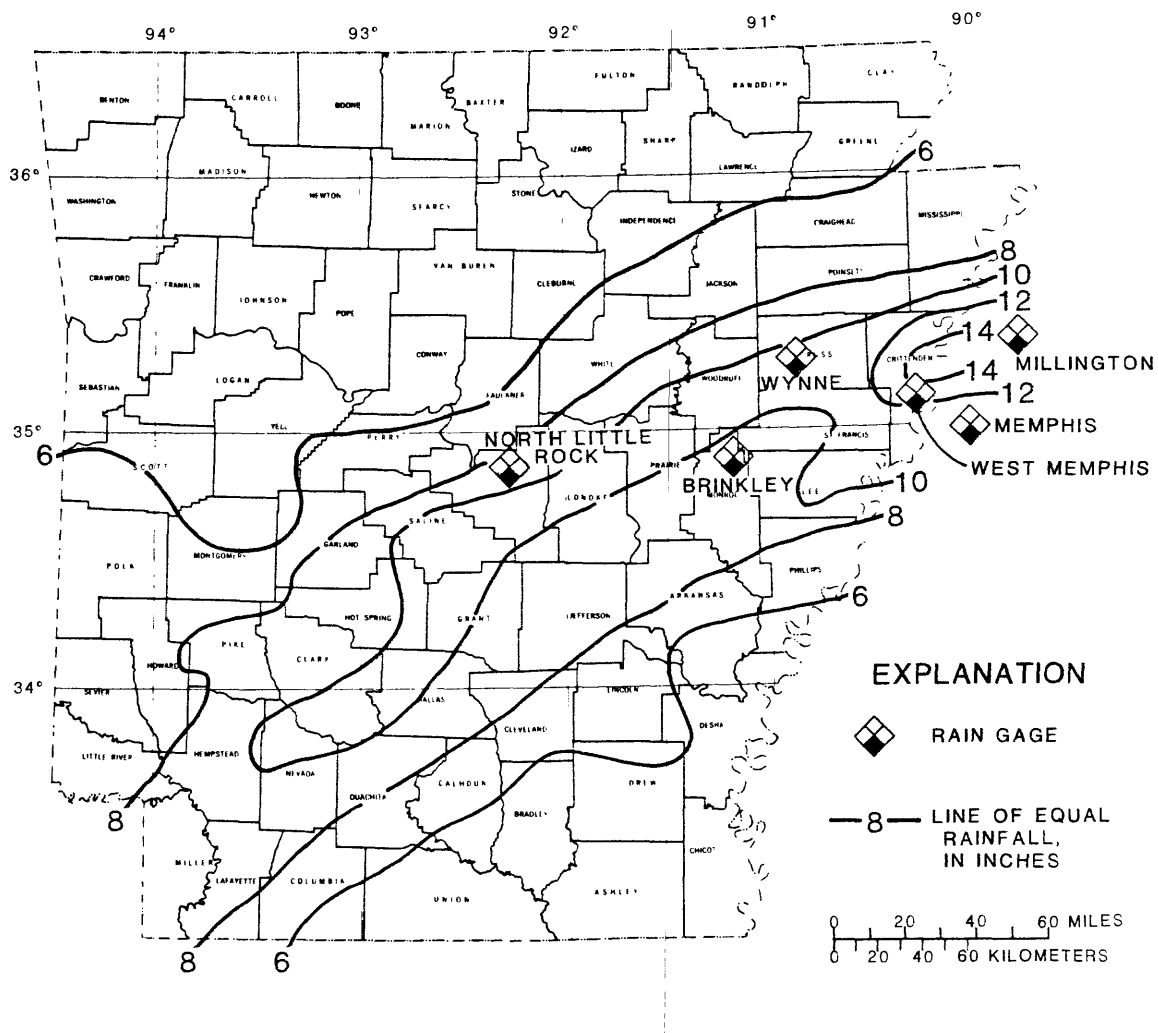 94° 93° 92° 91° 90°
BENTON
CARROLL
BOONE
BAXTER
MARION
FULTON
RANDOLPH
CLAY
IZARD
SHARP
LAWRENCE
GREENE
6
36°
MADISON
WASHINGTON
NEWTON
SEARCY
STONE
INDEPENDENCE
CRAIGHEAD
MISSISSIPPI
CRAWFORD
FRANKLIN
JOHNSON
POPE
VAN BUREN
CLEBURNE
JACKSON
POINSETT
8
10
12
14
MILLINGTON
CONWAY
WHITE
WOODRUFF
CRITTENDEN
WYNNE
14
12
SEBASTIAN
LOGAN
YELL
FAULKNER
35°
PERRY
NORTH LITTLE
ROCK
ST FRANCIS
MEMPHIS
WEST MEMPHIS
6
SCOTT
PRAIRIE
BRINKLEY
MONROE
LEE
10
LONOKE
SALINE
8
POLK
MONTGOMERY
GARLAND
PHILLIPS
HOT SPRING
GRANT
JEFFERSON
ARKANSAS
6
HOWARD
PIKE
CLARK
34°
SEVIER
DALLAS
CLEVELAND
LINCOLN
DESHA
LITTLE RIVER
HEMPSTEAD
NEVADA
OUACHITA
CALHOUN
BRADLEY
DREW
8
MILLER
LAFAYETTE
COLUMBIA
UNION
ASHLEY
CHICOT
8
6
EXPLANATION
RAIN GAGE
8 LINE OF EQUAL
RAINFALL,
IN INCHES
0 20 40 60 MILES
0 20 40 60 KILOMETERS